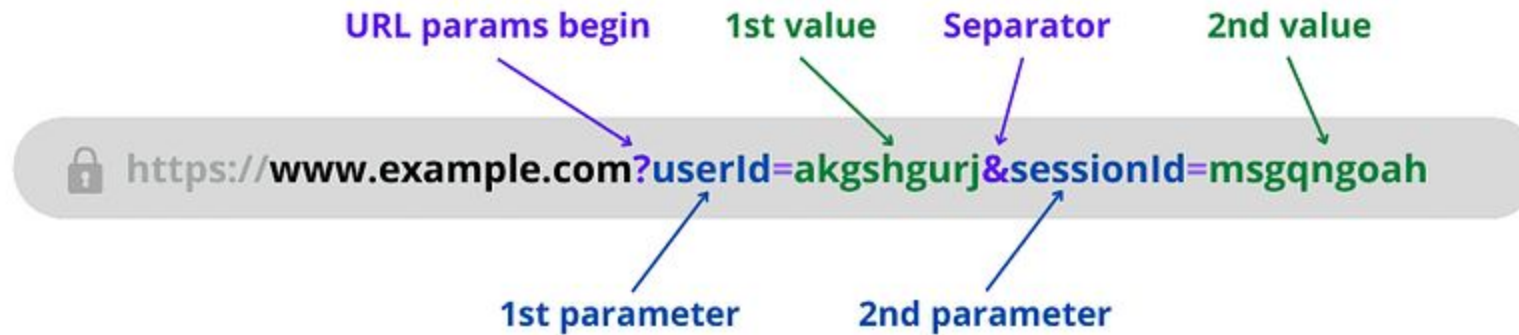 URL params begin 1st value Separator 2nd value
https://www.example.com?userId=akgshgurj&sessionId=msgqngoah
1st parameter 2nd parameter